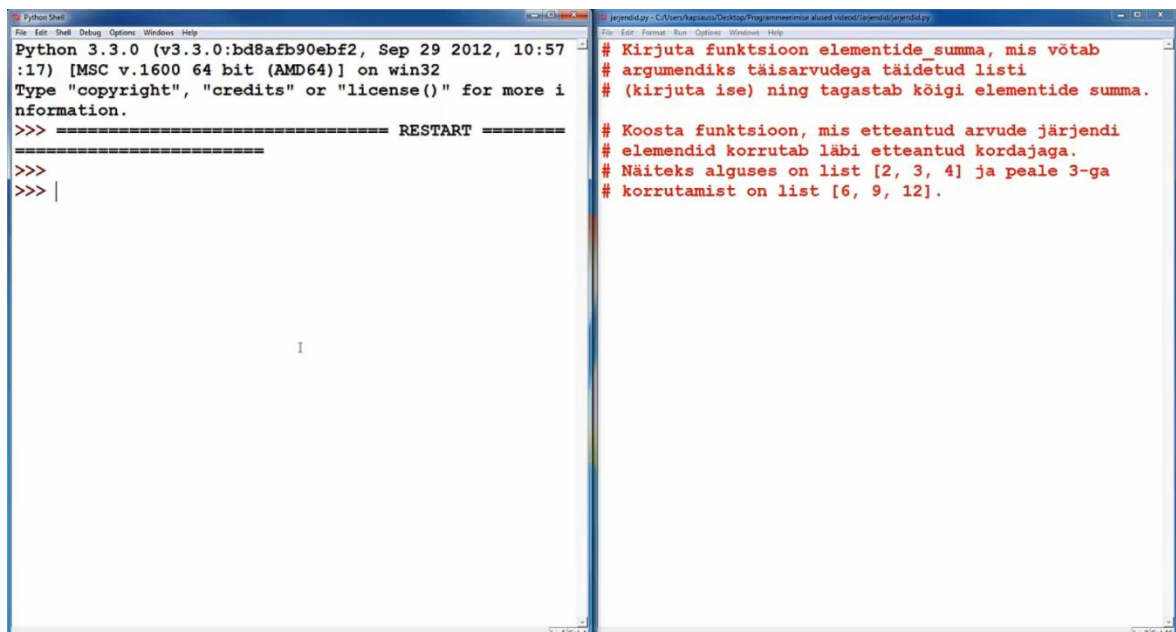 Python Shell
File Edit Shell Debug Options Windows Help
Python 3.3.0 (v3.3.0:bd8afb90ebf2, Sep 29 2012, 10:57
:17) [MSC v.1600 64 bit (AMD64)] on win32
Type "copyright", "credits" or "license()" for more i
nformation.
>>> ================================ RESTART ========
========================
>>>
>>>
jarjendid.py - C:/Users/kapsauss/Desktop/Programmeerimise alused videod/Jarjendid/jarjendid.py
File Edit Format Run Options Windows Help
# Kirjuta funktsioon elementide_summa, mis võtab
# argumendiks täisarvudega täidetud listi
# (kirjuta ise) ning tagastab kõigi elementide summa.
# Koosta funktsioon, mis etteantud arvude järjendi
# elemendid korrutab läbi etteantud kordajaga.
# Näiteks alguses on list [2, 3, 4] ja peale 3-ga
# korrutamist on list [6, 9, 12].